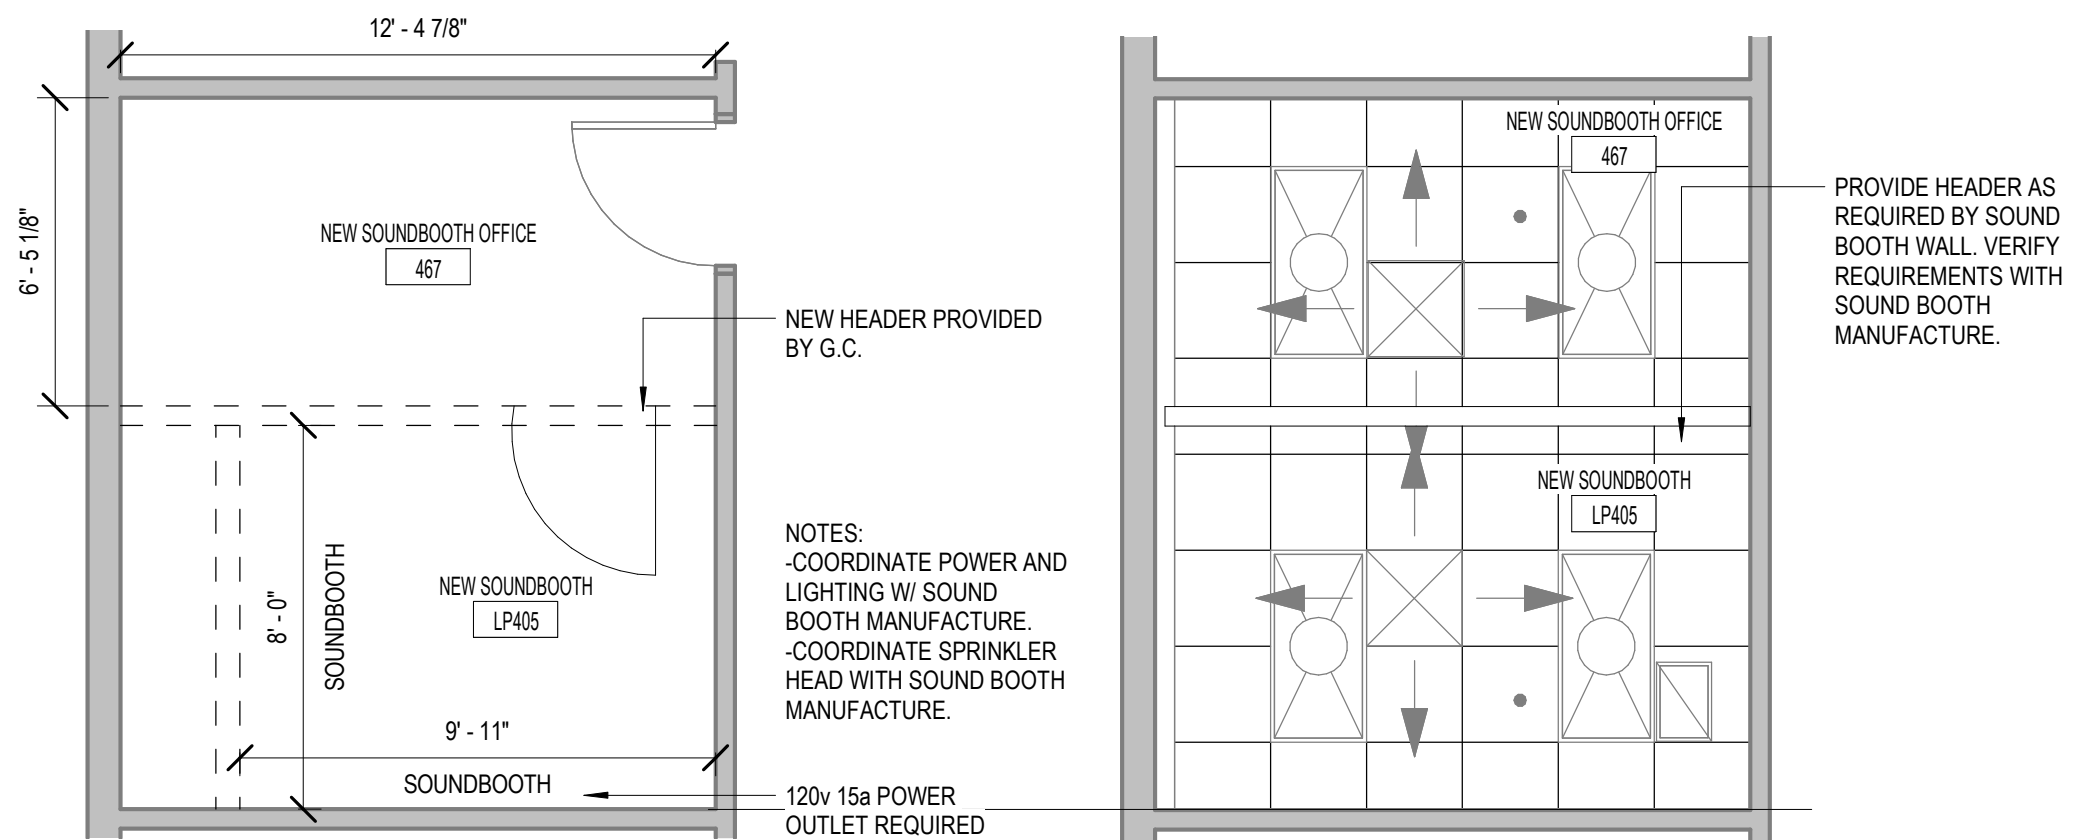 12' - 4 7/8"
6' - 5 1/8"
NEW SOUNDBOOTH OFFICE
467
NEW HEADER PROVIDED
BY G.C.
8' - 0"
SOUNDBOOTH
NEW SOUNDBOOTH
LP405
9' - 11"
SOUNDBOOTH
NOTES:
-COORDINATE POWER AND
LIGHTING W/ SOUND
BOOTH MANUFACTURE.
-COORDINATE SPRINKLER
HEAD WITH SOUND BOOTH
MANUFACTURE.
120v 15a POWER
OUTLET REQUIRED
NEW SOUNDBOOTH OFFICE
467
PROVIDE HEADER AS
REQUIRED BY SOUND
BOOTH WALL. VERIFY
REQUIREMENTS WITH
SOUND BOOTH
MANUFACTURE.
NEW SOUNDBOOTH
LP405